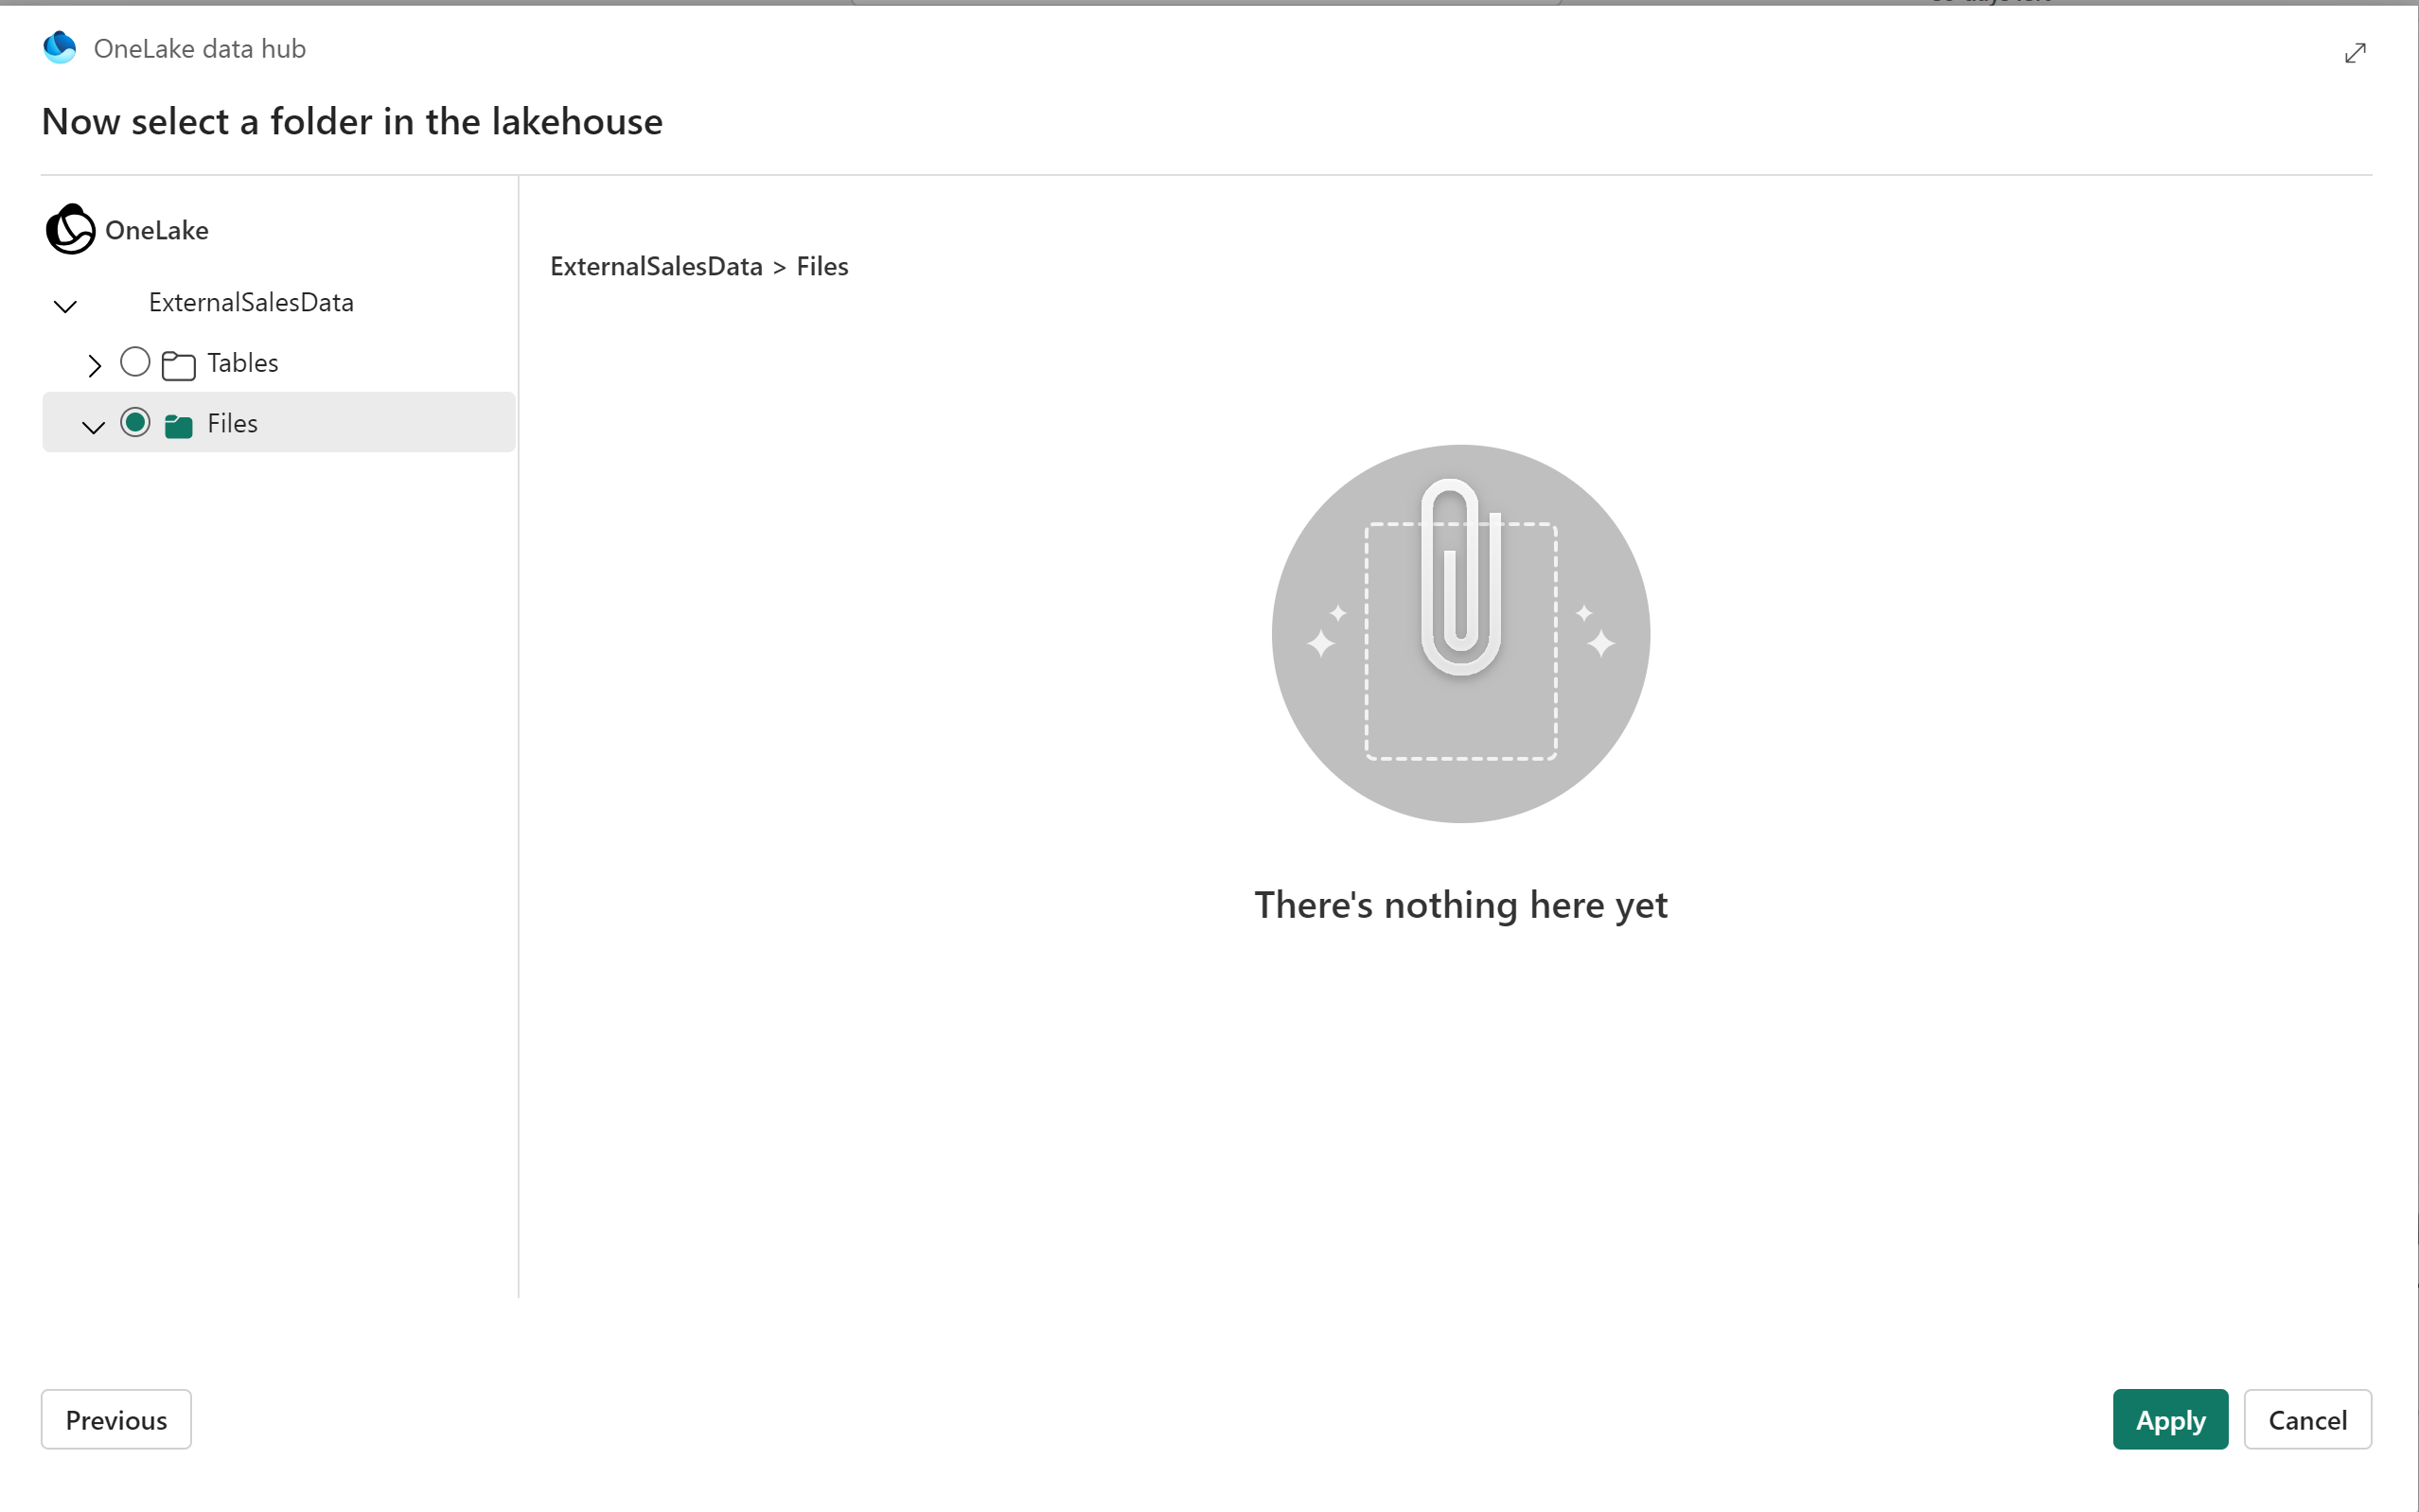 OneLake data hub
Now select a folder in the lakehouse
OneLake
ExternalSalesData
Tables
Files
ExternalSalesData > Files
There's nothing here yet
Previous
Apply
Cancel